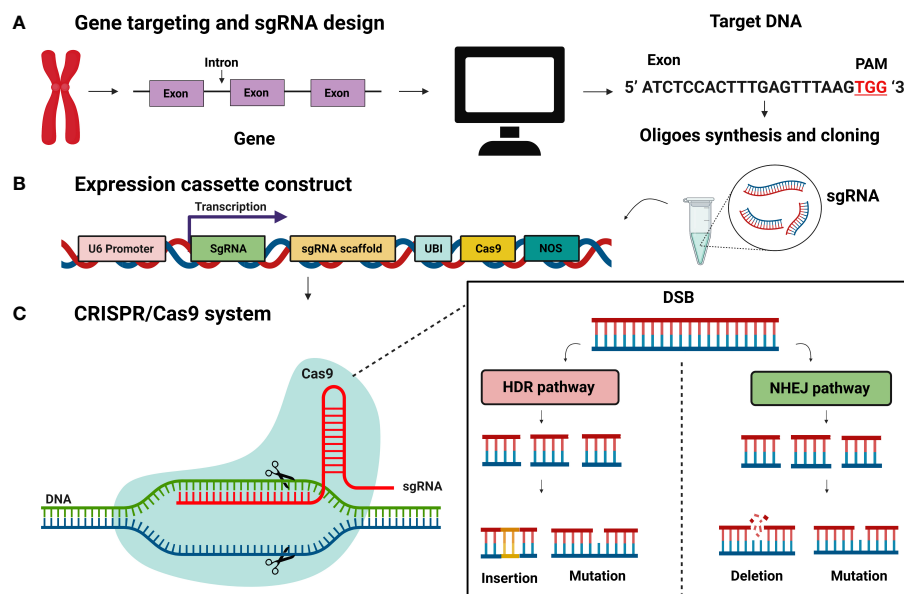 A
Gene targeting and sgRNA design
Target DNA
Intron
Exon
Exon
Exon
Gene
Exon
PAM
5’ ATCTCCACTTTGAGTTTAAGTGG ‘3
Oligoes synthesis and cloning
B
Expression cassette construct
sgRNA
Transcription
U6 Promoter
SgRNA
sgRNA scaffold
UBI
Cas9
NOS
C
CRISPR/Cas9 system
Cas9
DNA
sgRNA
DSB
HDR pathway
NHEJ pathway
Insertion
Mutation
Deletion
Mutation